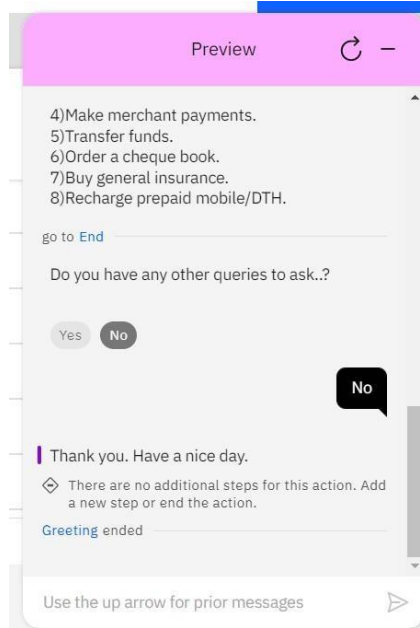 Preview
4)Make merchant payments.
5)Transfer funds.
6)Order a cheque book.
7)Buy general insurance.
8)Recharge prepaid mobile/DTH.
go to End
Do you have any other queries to ask..?
Yes No
No
Thank you. Have a nice day.
There are no additional steps for this action. Add
a new step or end the action.
Greeting ended
Use the up arrow for prior messages